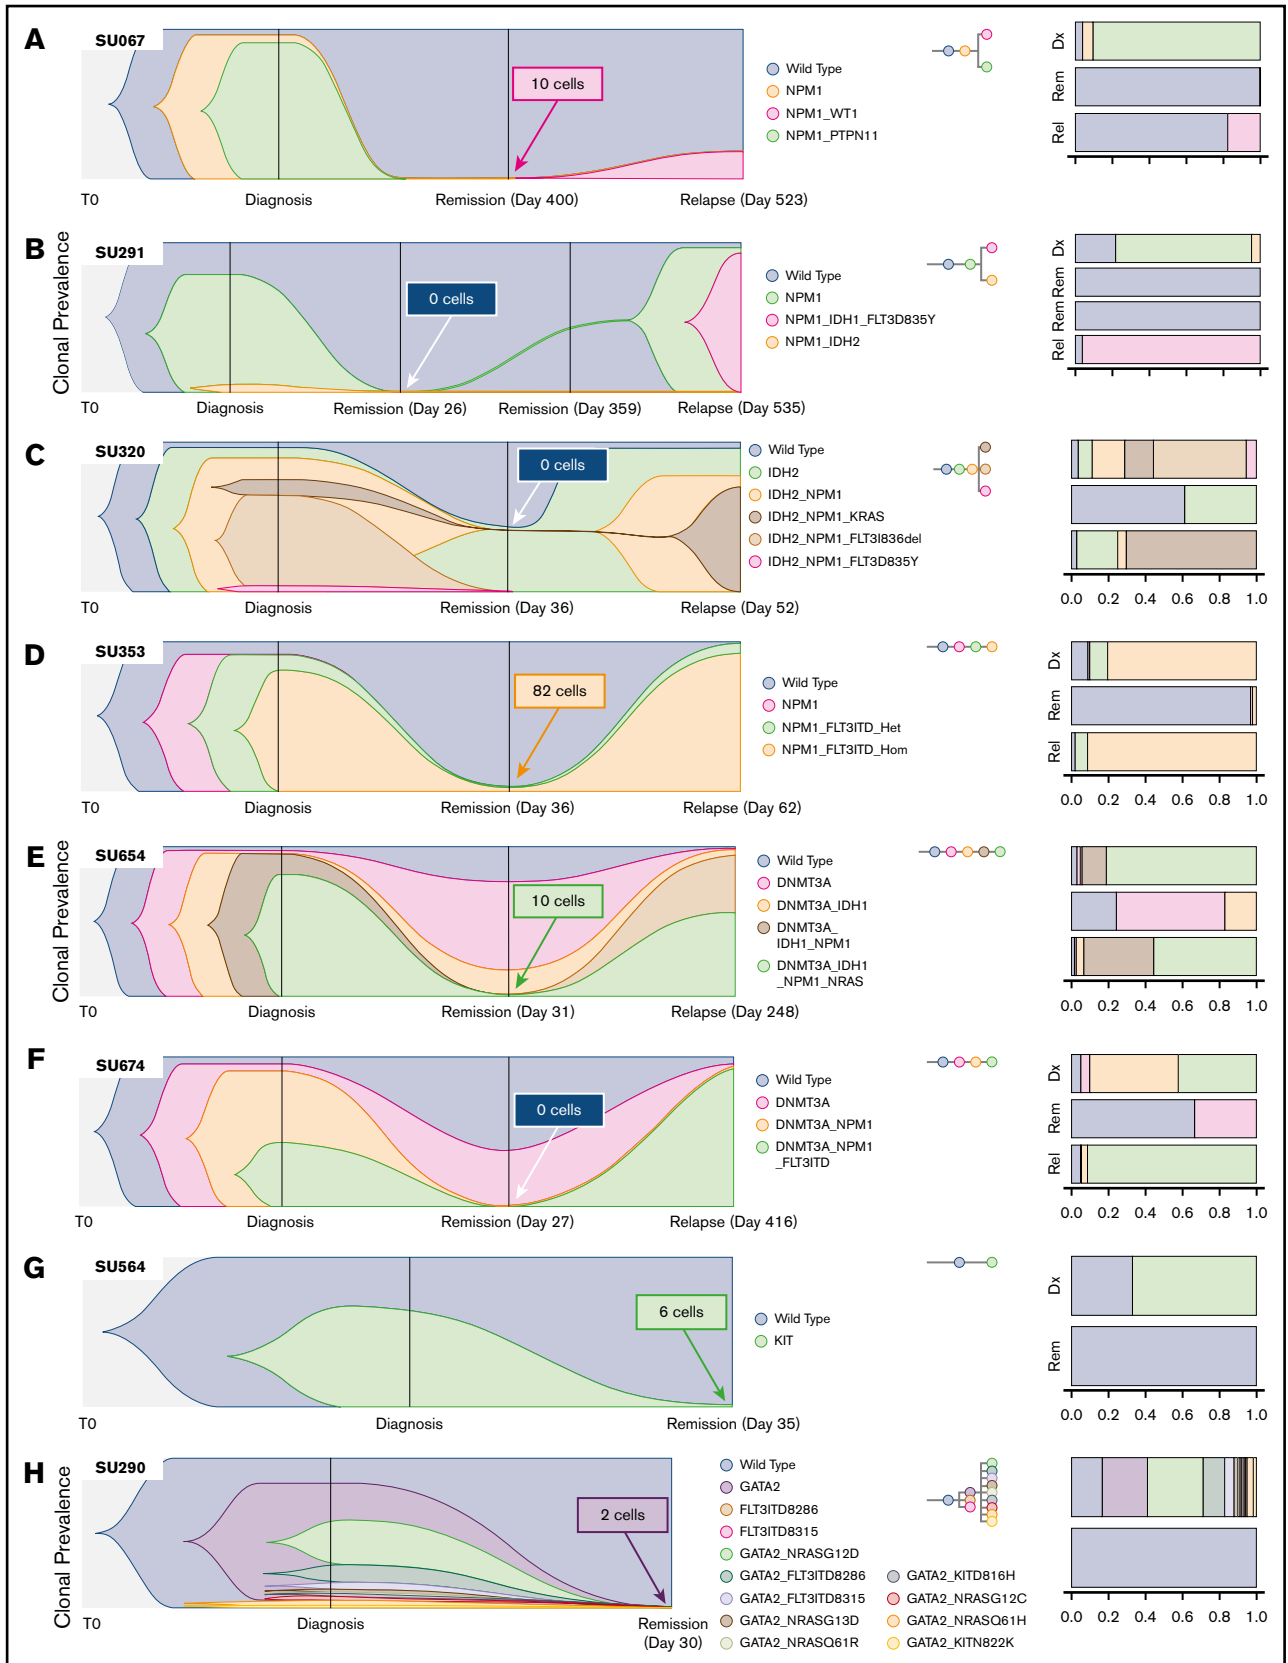 A
SU067
10 cells
T0
Diagnosis
Remission (Day 400)
Relapse (Day 523)
Wild Type
NPM1
NPM1_WT1
NPM1_PTPN11
Dx
Rem
Rel
Clonal Prevalence
B
SU291
0 cells
T0
Diagnosis
Remission (Day 26)
Remission (Day 359)
Relapse (Day 535)
Wild Type
NPM1
NPM1_IDH1_FLT3D835Y
NPM1_IDH2
Dx
Rem
Rem
Rel
C
SU320
0 cells
T0
Diagnosis
Remission (Day 36)
Relapse (Day 52)
Wild Type
IDH2
IDH2_NPM1
IDH2_NPM1_KRAS
IDH2_NPM1_FLT3I836del
IDH2_NPM1_FLT3D835Y
0.0 0.2 0.4 0.6 0.8 1.0
D
SU353
82 cells
T0
Diagnosis
Remission (Day 36)
Relapse (Day 62)
Wild Type
NPM1
NPM1_FLT3ITD_Het
NPM1_FLT3ITD_Hom
Dx
Rem
Rel
0.0 0.2 0.4 0.6 0.8 1.0
Clonal Prevalence
E
SU654
10 cells
T0
Diagnosis
Remission (Day 31)
Relapse (Day 248)
Wild Type
DNMT3A
DNMT3A_IDH1
DNMT3A_
IDH1_NPM1
DNMT3A_IDH1
_NPM1_NRAS
0.0 0.2 0.4 0.6 0.8 1.0
F
SU674
0 cells
T0
Diagnosis
Remission (Day 27)
Relapse (Day 416)
Wild Type
DNMT3A
DNMT3A_NPM1
DNMT3A_NPM1
_FLT3ITD
Dx
Rem
Rel
0.0 0.2 0.4 0.6 0.8 1.0
G
SU564
6 cells
T0
Diagnosis
Remission (Day 35)
Wild Type
KIT
Dx
Rem
0.0 0.2 0.4 0.6 0.8 1.0
Clonal Prevalence
H
SU290
2 cells
T0
Diagnosis
Remission
(Day 30)
Wild Type
GATA2
FLT3ITD8286
FLT3ITD8315
GATA2_NRASG12D
GATA2_FLT3ITD8286
GATA2_FLT3ITD8315
GATA2_NRASG13D
GATA2_NRASQ61R
GATA2_KITD816H
GATA2_NRASG12C
GATA2_NRASQ61H
GATA2_KITN822K
0.0 0.2 0.4 0.6 0.8 1.0